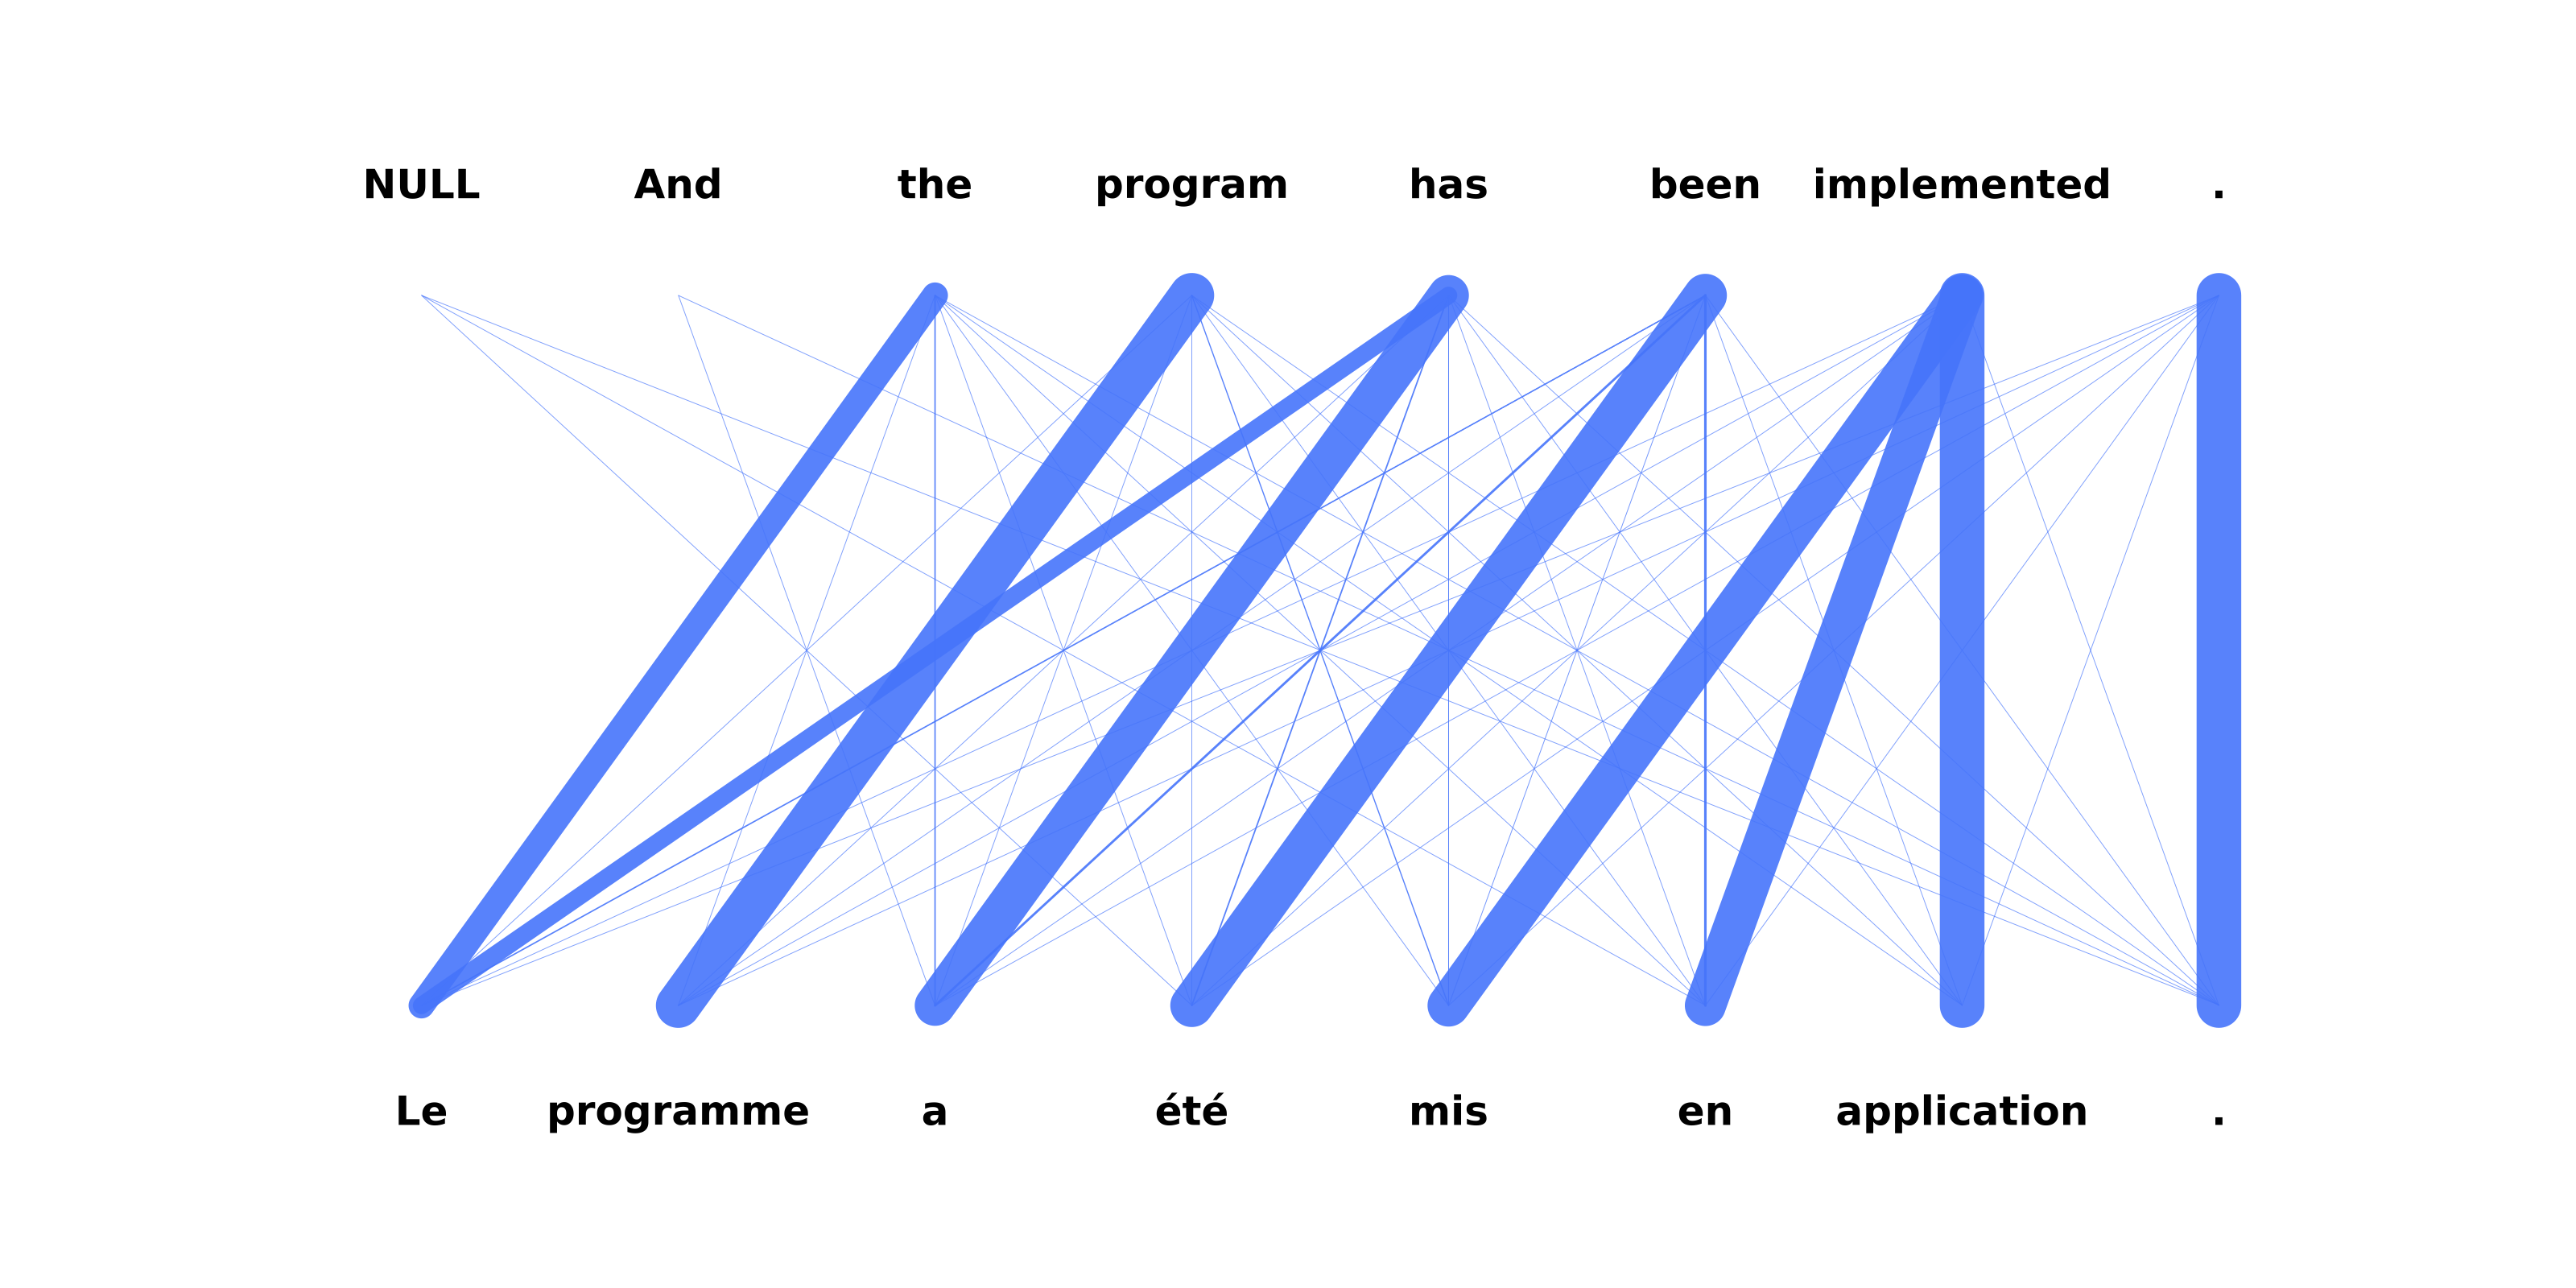 NULL And the program has been implemented .
Le programme a été mis en application .